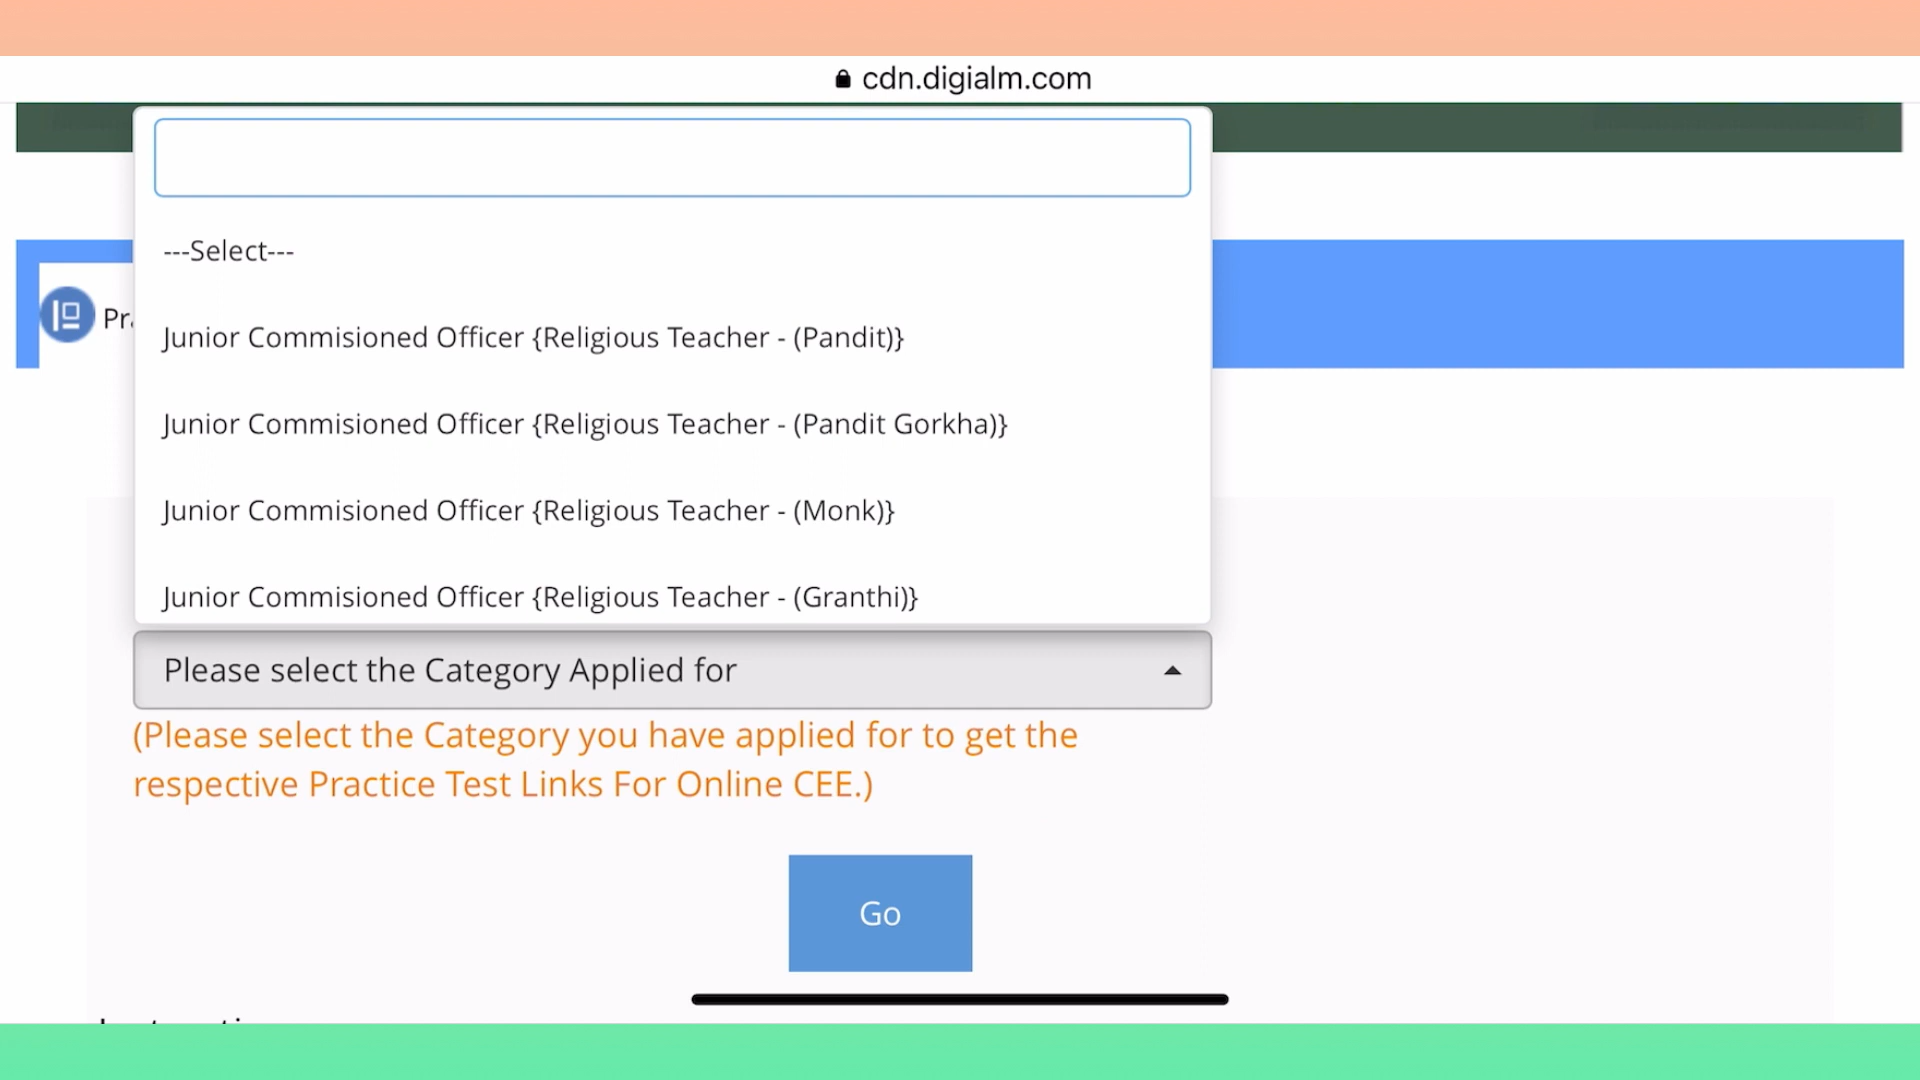 cdn.digialm.com
---Select---
Pr
Junior Commisioned Officer {Religious Teacher - (Pandit)}
Junior Commisioned Officer {Religious Teacher - (Pandit Gorkha)}
Junior Commisioned Officer {Religious Teacher - (Monk)}
Junior Commisioned Officer {Religious Teacher - (Granthi)}
Please select the Category Applied for
(Please select the Category you have applied for to get the
respective Practice Test Links For Online CEE.)
Go